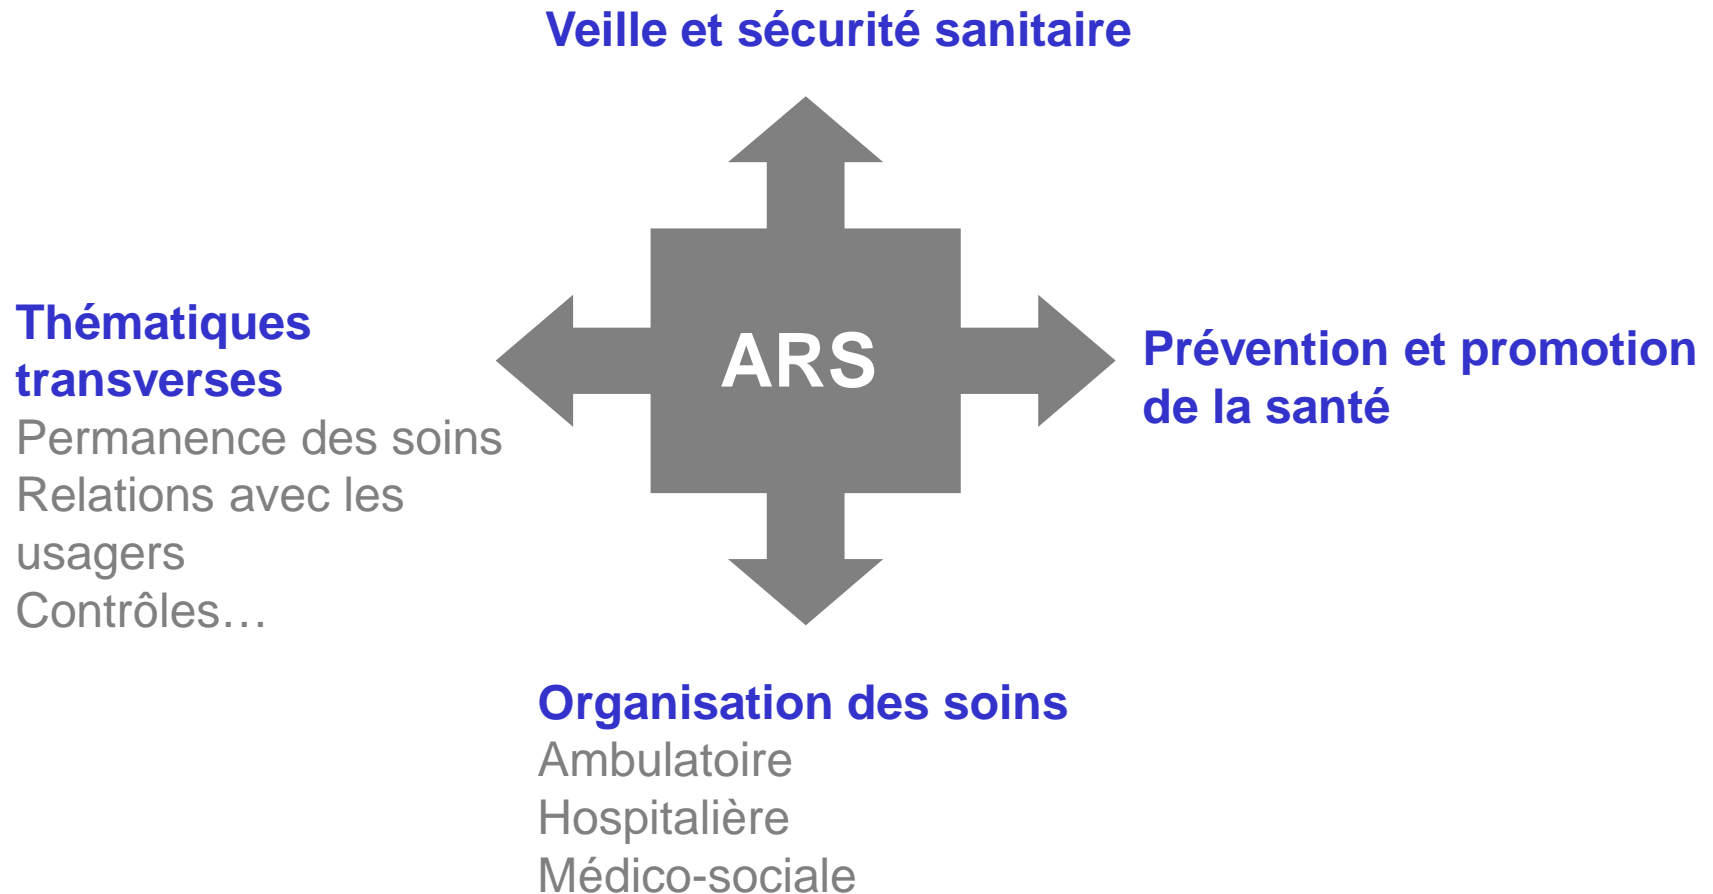 Veille et sécurité sanitaire
Thématiques
transverses
Permanence des soins
Relations avec les
usagers
Contrôles…
ARS
Prévention et promotion
de la santé
Organisation des soins
Ambulatoire
Hospitalière
Médico-sociale